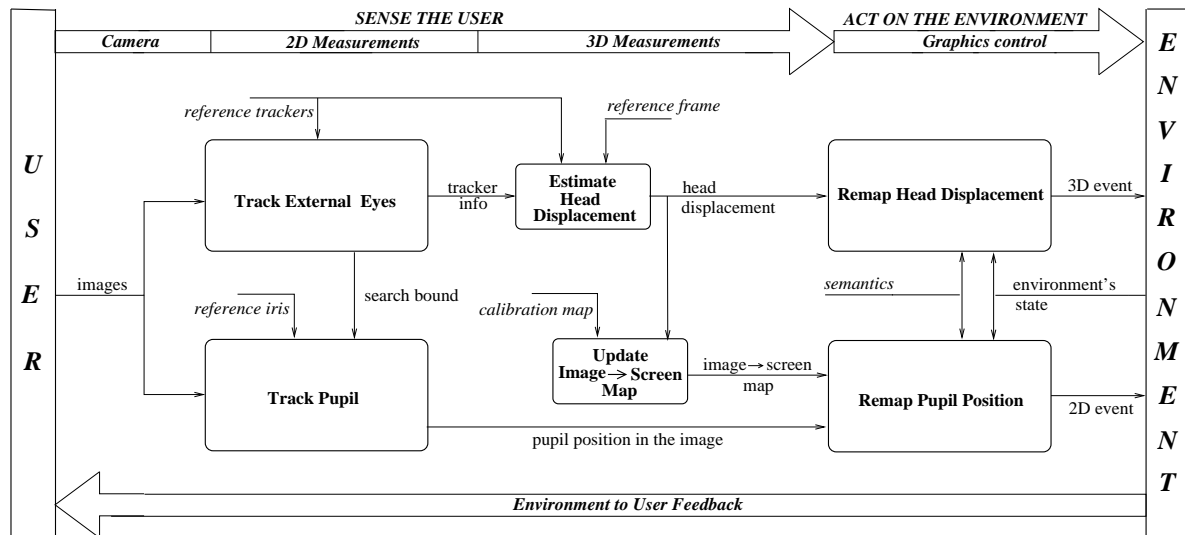 SENSE THE USER
ACT ON THE ENVIRONMENT
Camera
2D Measurements
3D Measurements
Graphics control
USER
ENVIRONMENT
reference trackers
reference frame
Track External Eyes
tracker
info
Estimate
Head
Displacement
head
displacement
Remap Head Displacement
3D event
images
search bound
reference iris
calibration map
semantics
environment's
state
Track Pupil
Update
Image→Screen
Map
image→screen
map
Remap Pupil Position
2D event
pupil position in the image
Environment to User Feedback